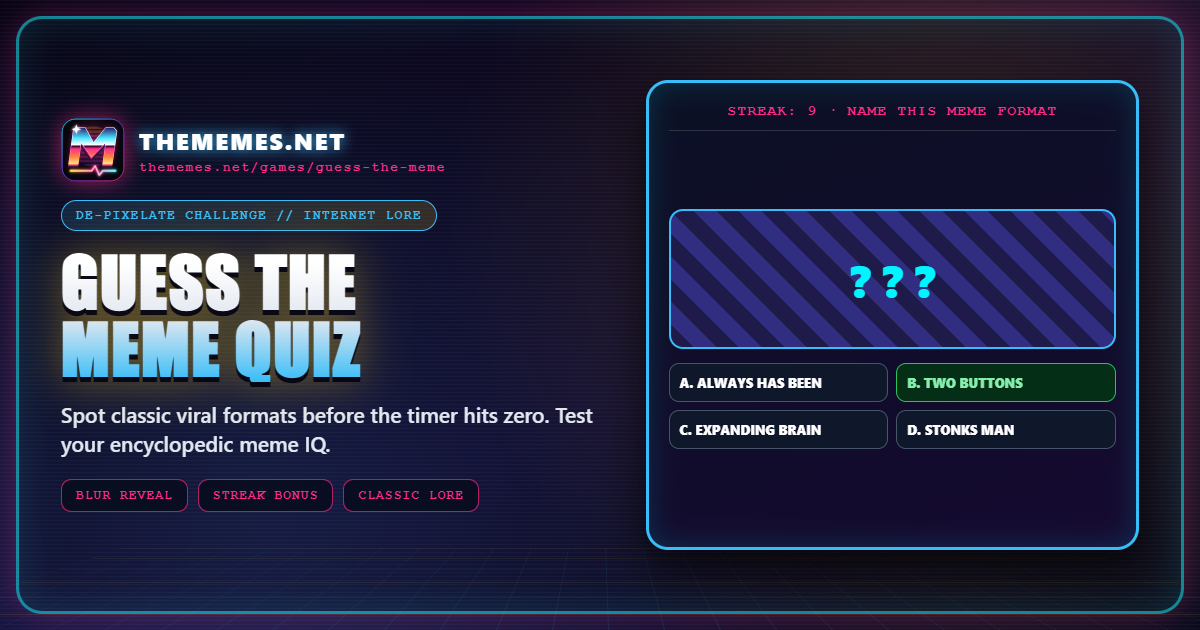 THEMEMES.NET
thememes.net/games/guess-the-meme
DE-PIXELATE CHALLENGE // INTERNET LORE
GUESS THE
MEME QUIZ
Spot classic viral formats before the timer hits zero. Test
your encyclopedic meme IQ.
BLUR REVEAL
STREAK BONUS
CLASSIC LORE
STREAK: 9 · NAME THIS MEME FORMAT
???
A. ALWAYS HAS BEEN
B. TWO BUTTONS
C. EXPANDING BRAIN
D. STONKS MAN